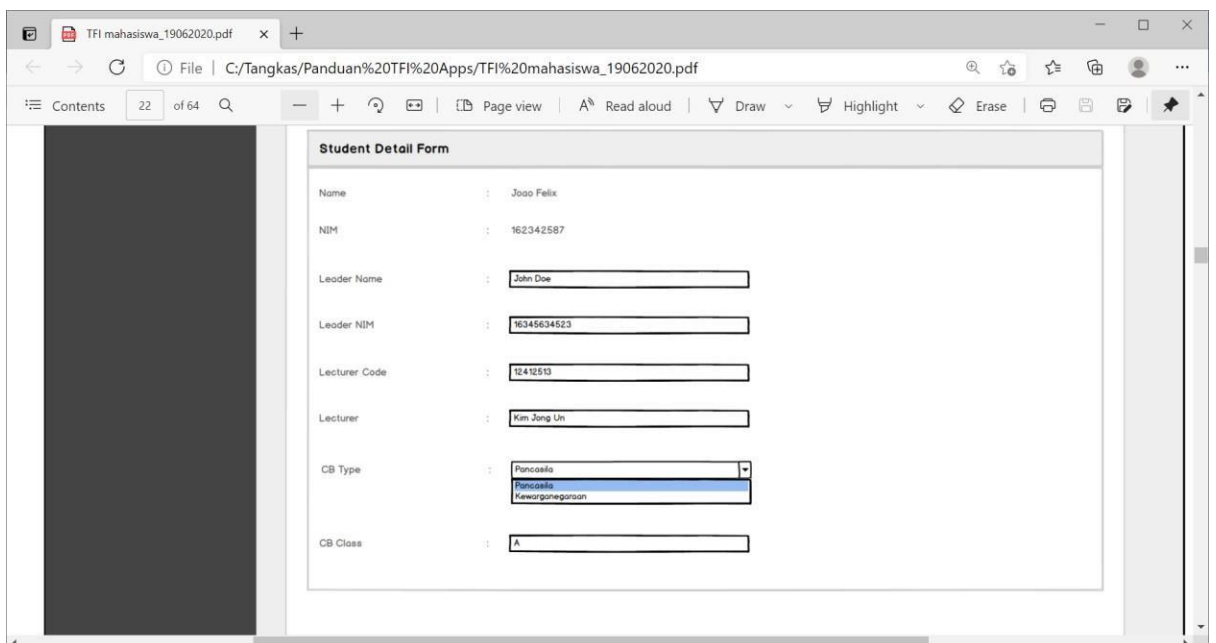 TFI mahasiswa_19062020.pdf
File | C:/Tangkas/Panduan%20TFI%20Apps/TFI%20mahasiswa_19062020.pdf
Contents 22 of 64 Page view Read aloud Draw Highlight Erase
Student Detail Form
Name : Joao Felix
NIM : 162342587
Leader Name : John Doe
Leader NIM : 16345634523
Lecturer Code : 12412513
Lecturer : Kim Jong Un
CB Type : Pancasila
Pancasila
Kewarganegaraan
CB Class : A